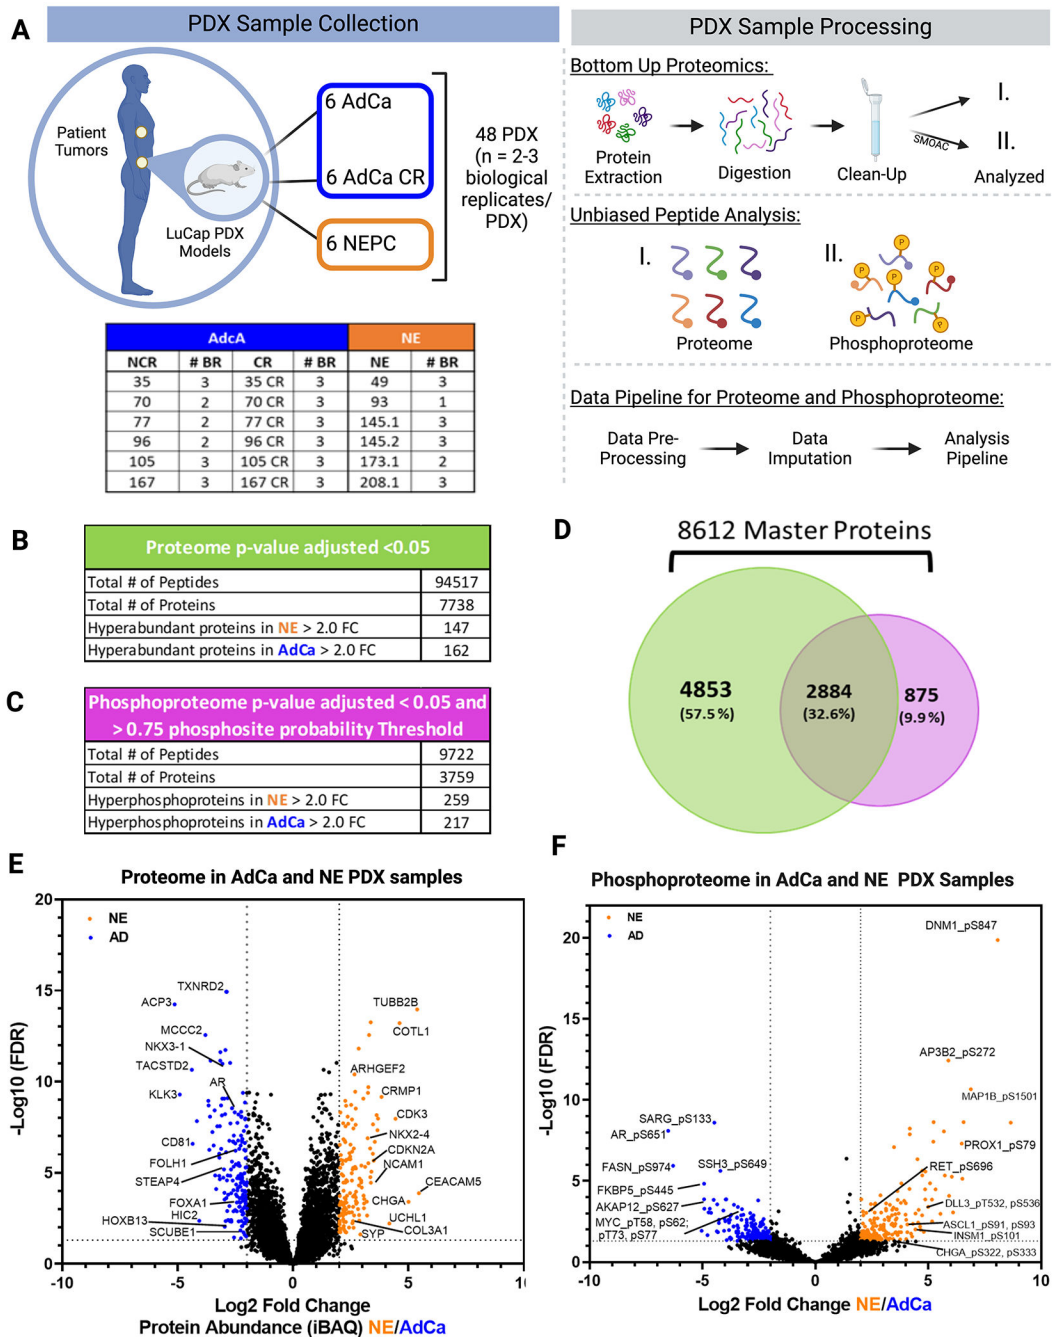 A
PDX Sample Collection
Patient
Tumors
LuCap PDX
Models
6 AdCa
6 AdCa CR
6 NEPC
48 PDX
(n = 2-3
biological
replicates/
PDX)
AdcA NE
NCR # BR CR # BR NE # BR
35 3 35 CR 3 49 3
70 2 70 CR 3 93 1
77 2 77 CR 3 145.1 3
96 2 96 CR 3 145.2 3
105 3 105 CR 3 173.1 2
167 3 167 CR 3 208.1 3
PDX Sample Processing
Bottom Up Proteomics:
Protein
Extraction
Digestion
Clean-Up
SMOAC
I.
II.
Analyzed
Unbiased Peptide Analysis:
I.
Proteome
II.
P
P
P
P
P
P
Phosphoproteome
Data Pipeline for Proteome and Phosphoproteome:
Data Pre-
Processing
Data
Imputation
Analysis
Pipeline
B
Proteome p-value adjusted <0.05
Total # of Peptides 94517
Total # of Proteins 7738
Hyperabundant proteins in NE > 2.0 FC 147
Hyperabundant proteins in AdCa > 2.0 FC 162
C
Phosphoproteome p-value adjusted < 0.05 and
> 0.75 phosphosite probability Threshold
Total # of Peptides 9722
Total # of Proteins 3759
Hyperphosphoproteins in NE > 2.0 FC 259
Hyperphosphoproteins in AdCa > 2.0 FC 217
D
8612 Master Proteins
4853
(57.5%)
2884
(32.6%)
875
(9.9%)
E
Proteome in AdCa and NE PDX samples
NE
AD
20
15
10
5
0
-Log10 (FDR)
TXNRD2
ACP3
MCCC2
NKX3-1
TACSTD2
AR
KLK3
CD81
FOLH1
STEAP4
FOXA1
HIC2
HOXB13
SCUBE1
TUBB2B
COTL1
ARHGEF2
CRMP1
CDK3
NKX2-4
CDKN2A
NCAM1
CEACAM5
CHGA
UCHL1
SYP
COL3A1
-10 -5 0 5 1
Log2 Fold Change
Protein Abundance (iBAQ) NE/AdCa
F
Phosphoproteome in AdCa and NE PDX Samples
NE
AD
20
15
10
5
0
-Log10 (FDR)
DNM1_pS847
AP3B2_pS272
MAP1B_pS1501
PROX1_pS79
RET_pS696
DLL3_pT532, pS536
ASCL1_pS91, pS93
INSM1_pS101
CHGA_pS322, pS333
SARG_pS133
AR_pS651
FASN_pS974
SSH3_pS649
FKBP5_pS445
AKAP12_pS627
MYC_pT58, pS62;
pT73, pS77
-10 -5 0 5 10
Log2 Fold Change NE/AdCa